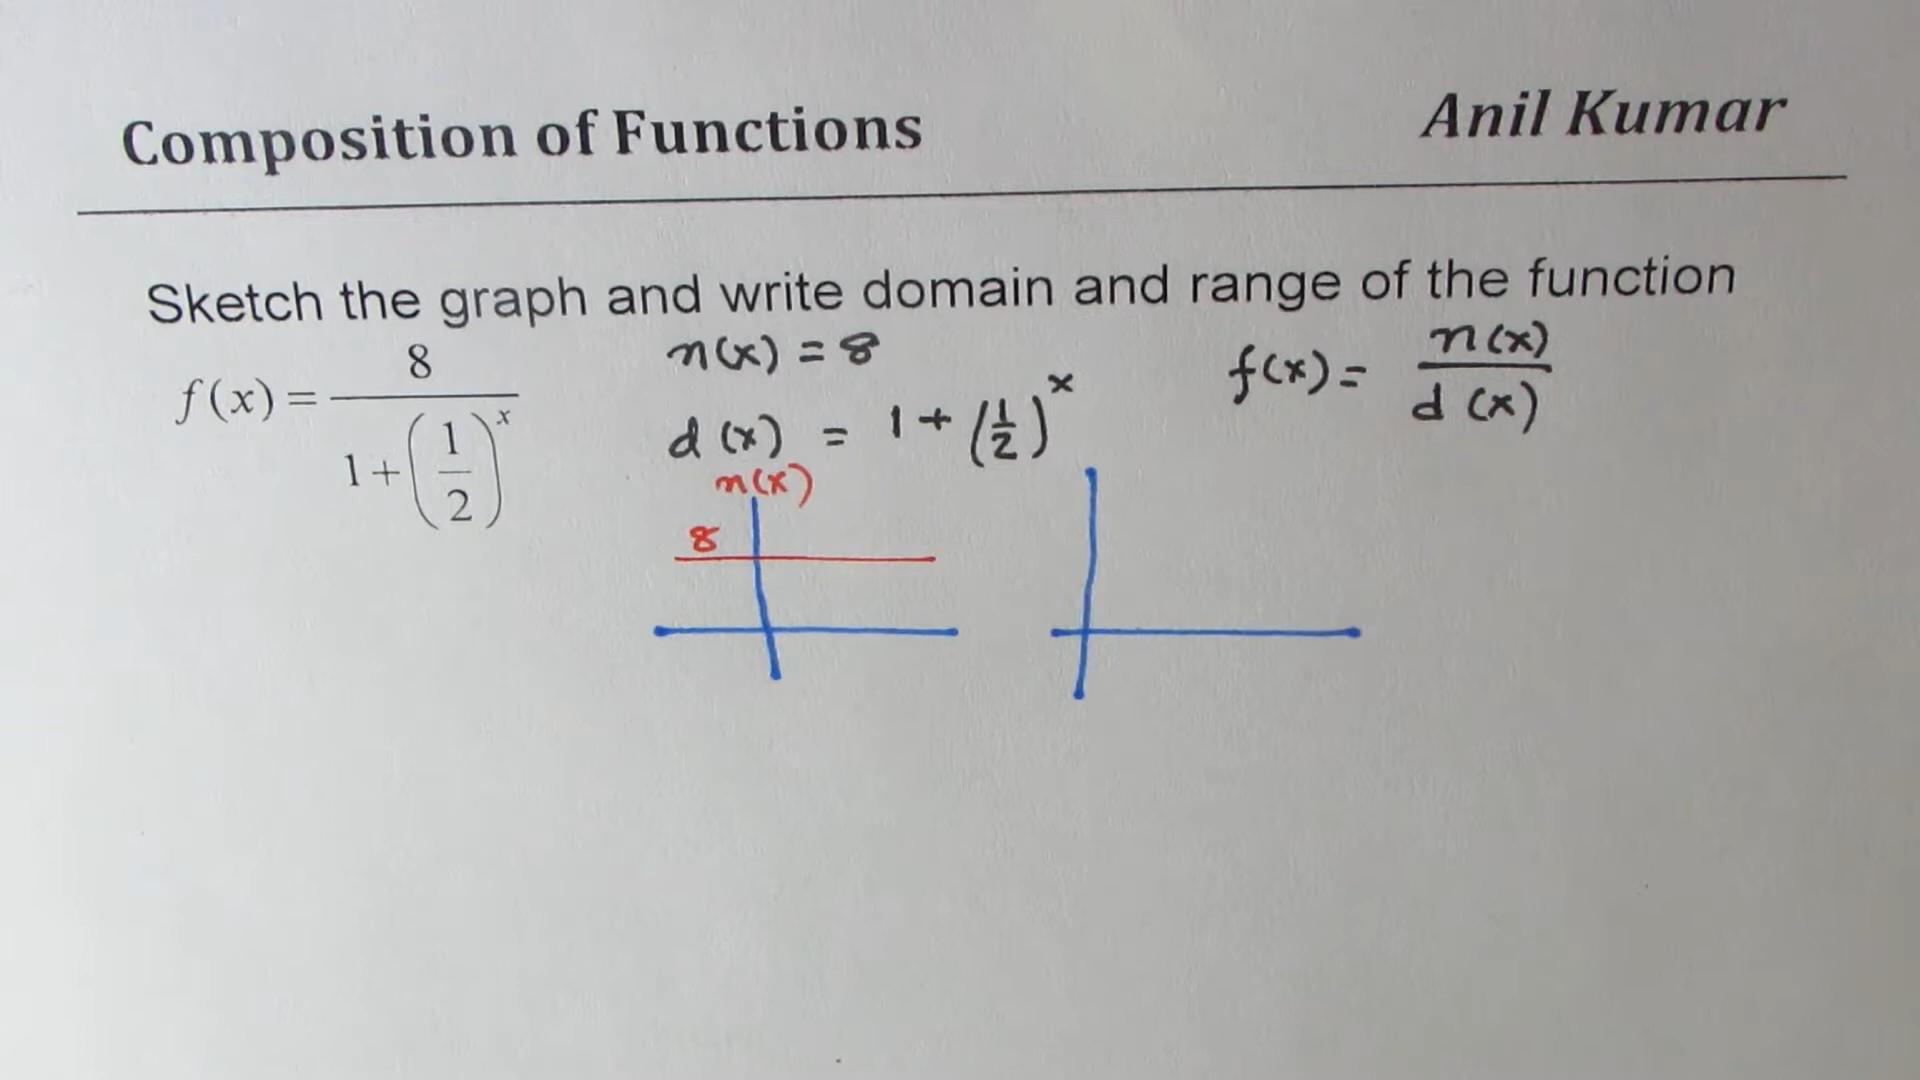 Composition of Functions Anil Kumar
Sketch the graph and write domain and range of the function
f(x) = 8 / (1 + (1/2)^x)
n(x) = 8
d(x) = 1 + (1/2)^x
f(x) = n(x) / d(x)
n(x)
8